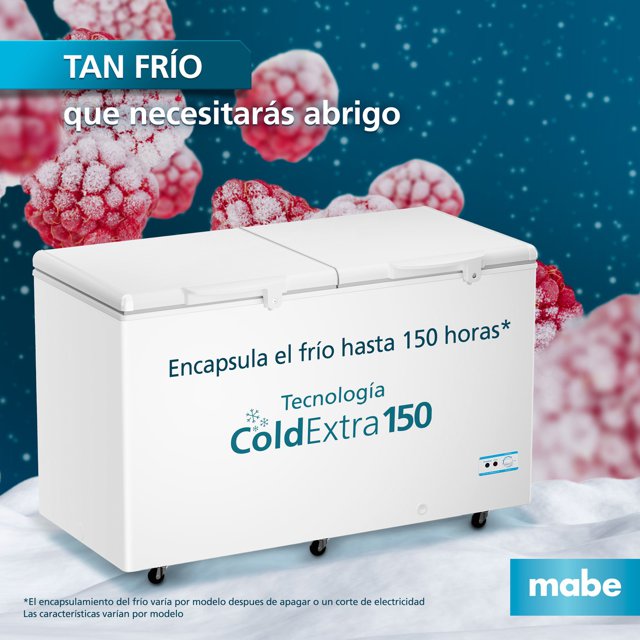 TAN FRÍO
que necesitarás abrigo
Encapsula el frío hasta 150 horas*
Tecnología
ColdExtra150
mabe
*El encapsulamiento del frío varia por modelo despues de apagar o un corte de electricidad
Las características varían por modelo